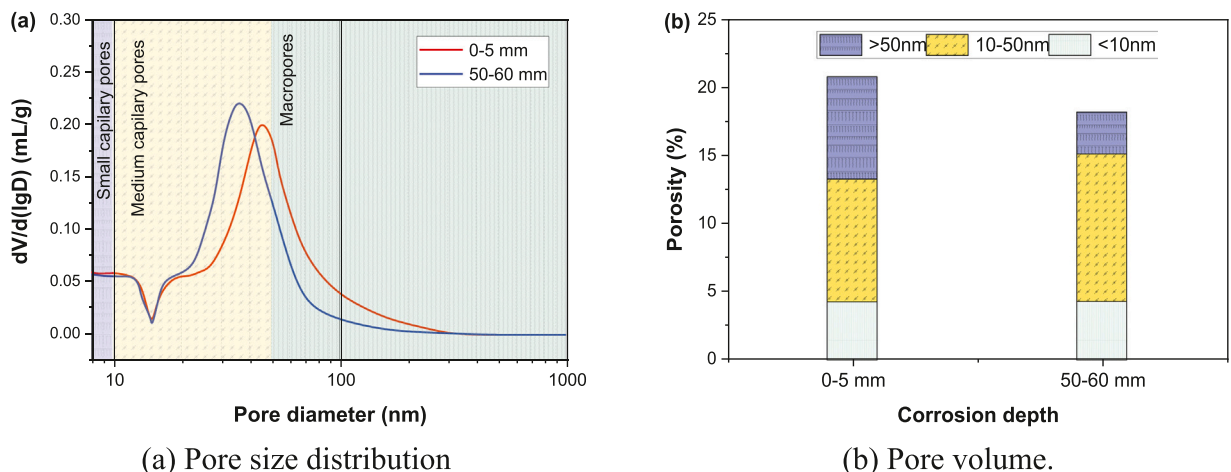 (a)
0.30
0.25
0.20
0.15
0.10
0.05
0.00
dV/d(lgD) (mL/g)
Small capilary pores
Medium capilary pores
Macropores
0-5 mm
50-60 mm
10
100
1000
Pore diameter (nm)
(a) Pore size distribution
(b)
25
20
15
10
5
0
Porosity (%)
>50nm 10-50nm <10nm
0-5 mm
50-60 mm
Corrosion depth
(b) Pore volume.